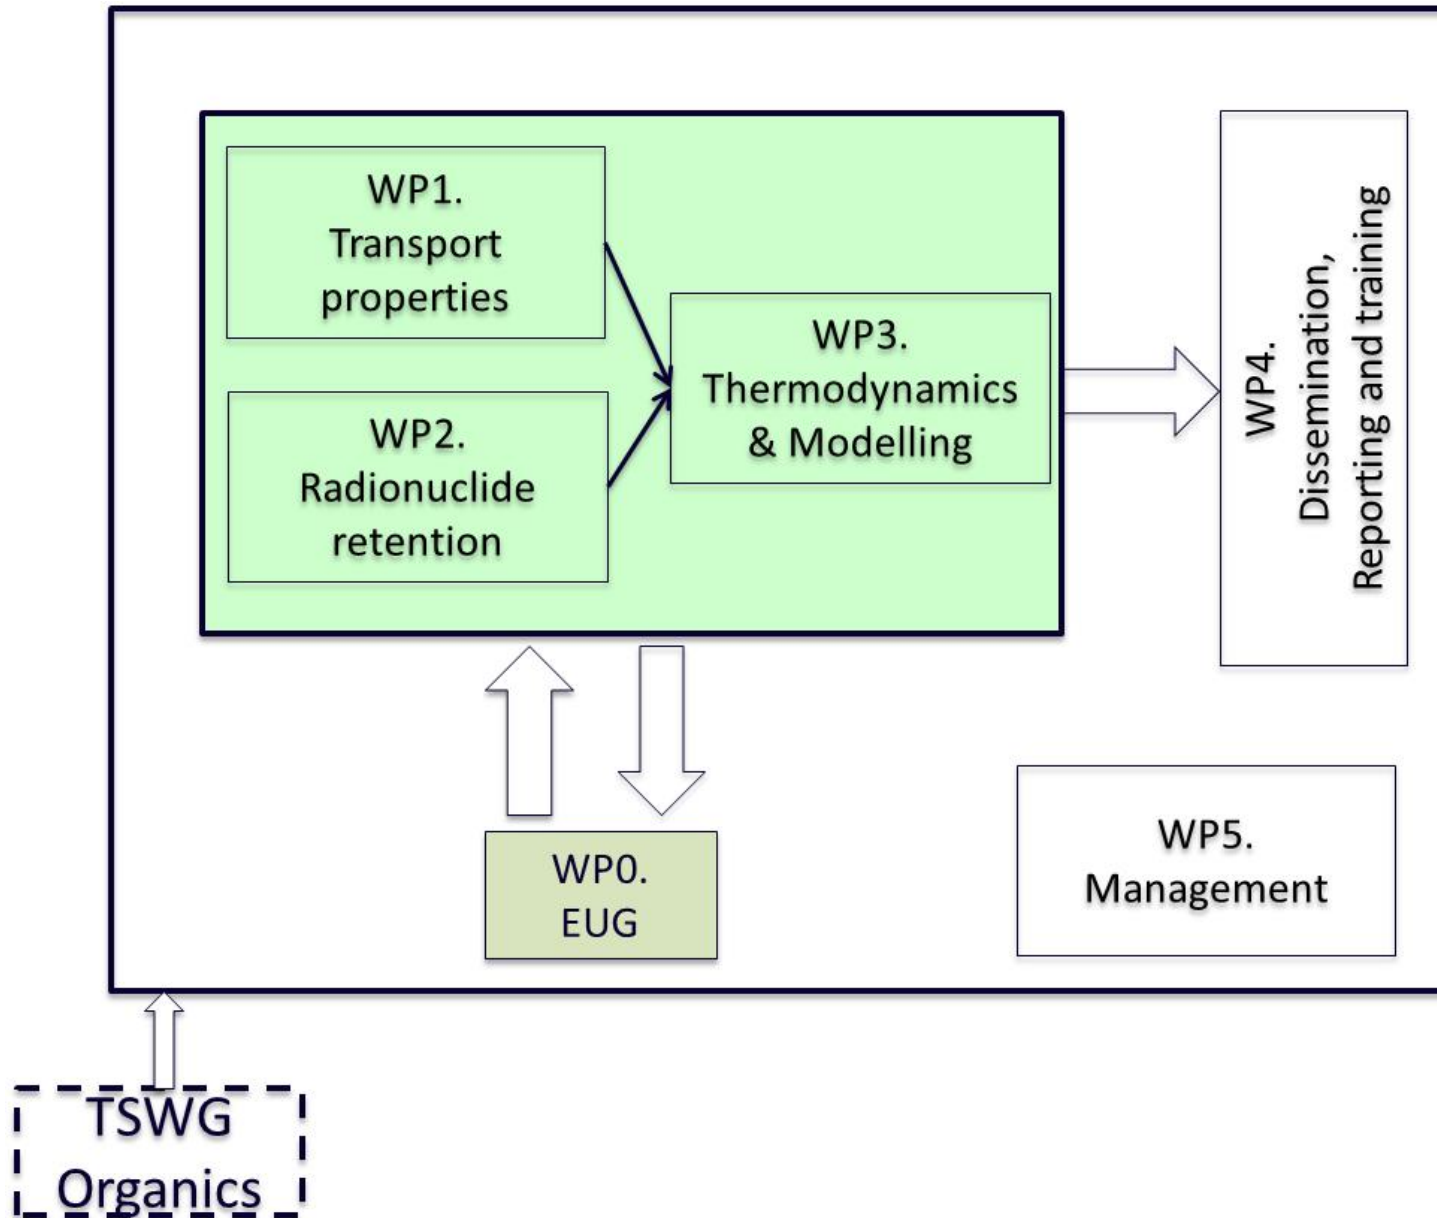 WP1.
Transport
properties
WP2.
Radionuclide
retention
WP3.
Thermodynamics
& Modelling
WP4.
Dissemination,
Reporting and training
WP0.
EUG
WP5.
Management
TSWG
Organics